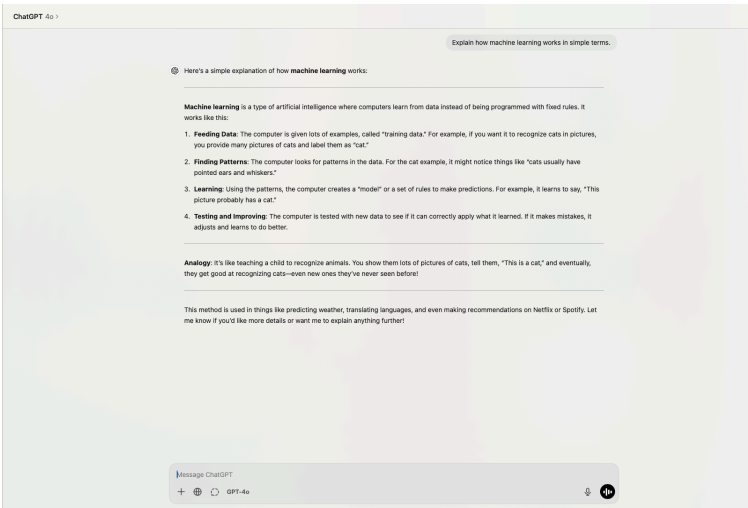 ChatGPT 4o >
Explain how machine learning works in simple terms.
Here's a simple explanation of how machine learning works:
Machine learning is a type of artificial intelligence where computers learn from data instead of being programmed with fixed rules. It
works like this:
1. Feeding Data: The computer is given lots of examples, called "training data." For example, if you want it to recognize cats in pictures,
you provide many pictures of cats and label them as "cat."
2. Finding Patterns: The computer looks for patterns in the data. For the cat example, it might notice things like "cats usually have
pointed ears and whiskers."
3. Learning: Using the patterns, the computer creates a "model" or a set of rules to make predictions. For example, it learns to say, "This
picture probably has a cat."
4. Testing and Improving: The computer is tested with new data to see if it can correctly apply what it learned. If it makes mistakes, it
adjusts and learns to do better.
Analogy: It's like teaching a child to recognize animals. You show them lots of pictures of cats, tell them, "This is a cat," and eventually,
they get good at recognizing cats—even new ones they've never seen before!
This method is used in things like predicting weather, translating languages, and even making recommendations on Netflix or Spotify. Let
me know if you'd like more details or want me to explain anything further!
Message ChatGPT
GPT-4o